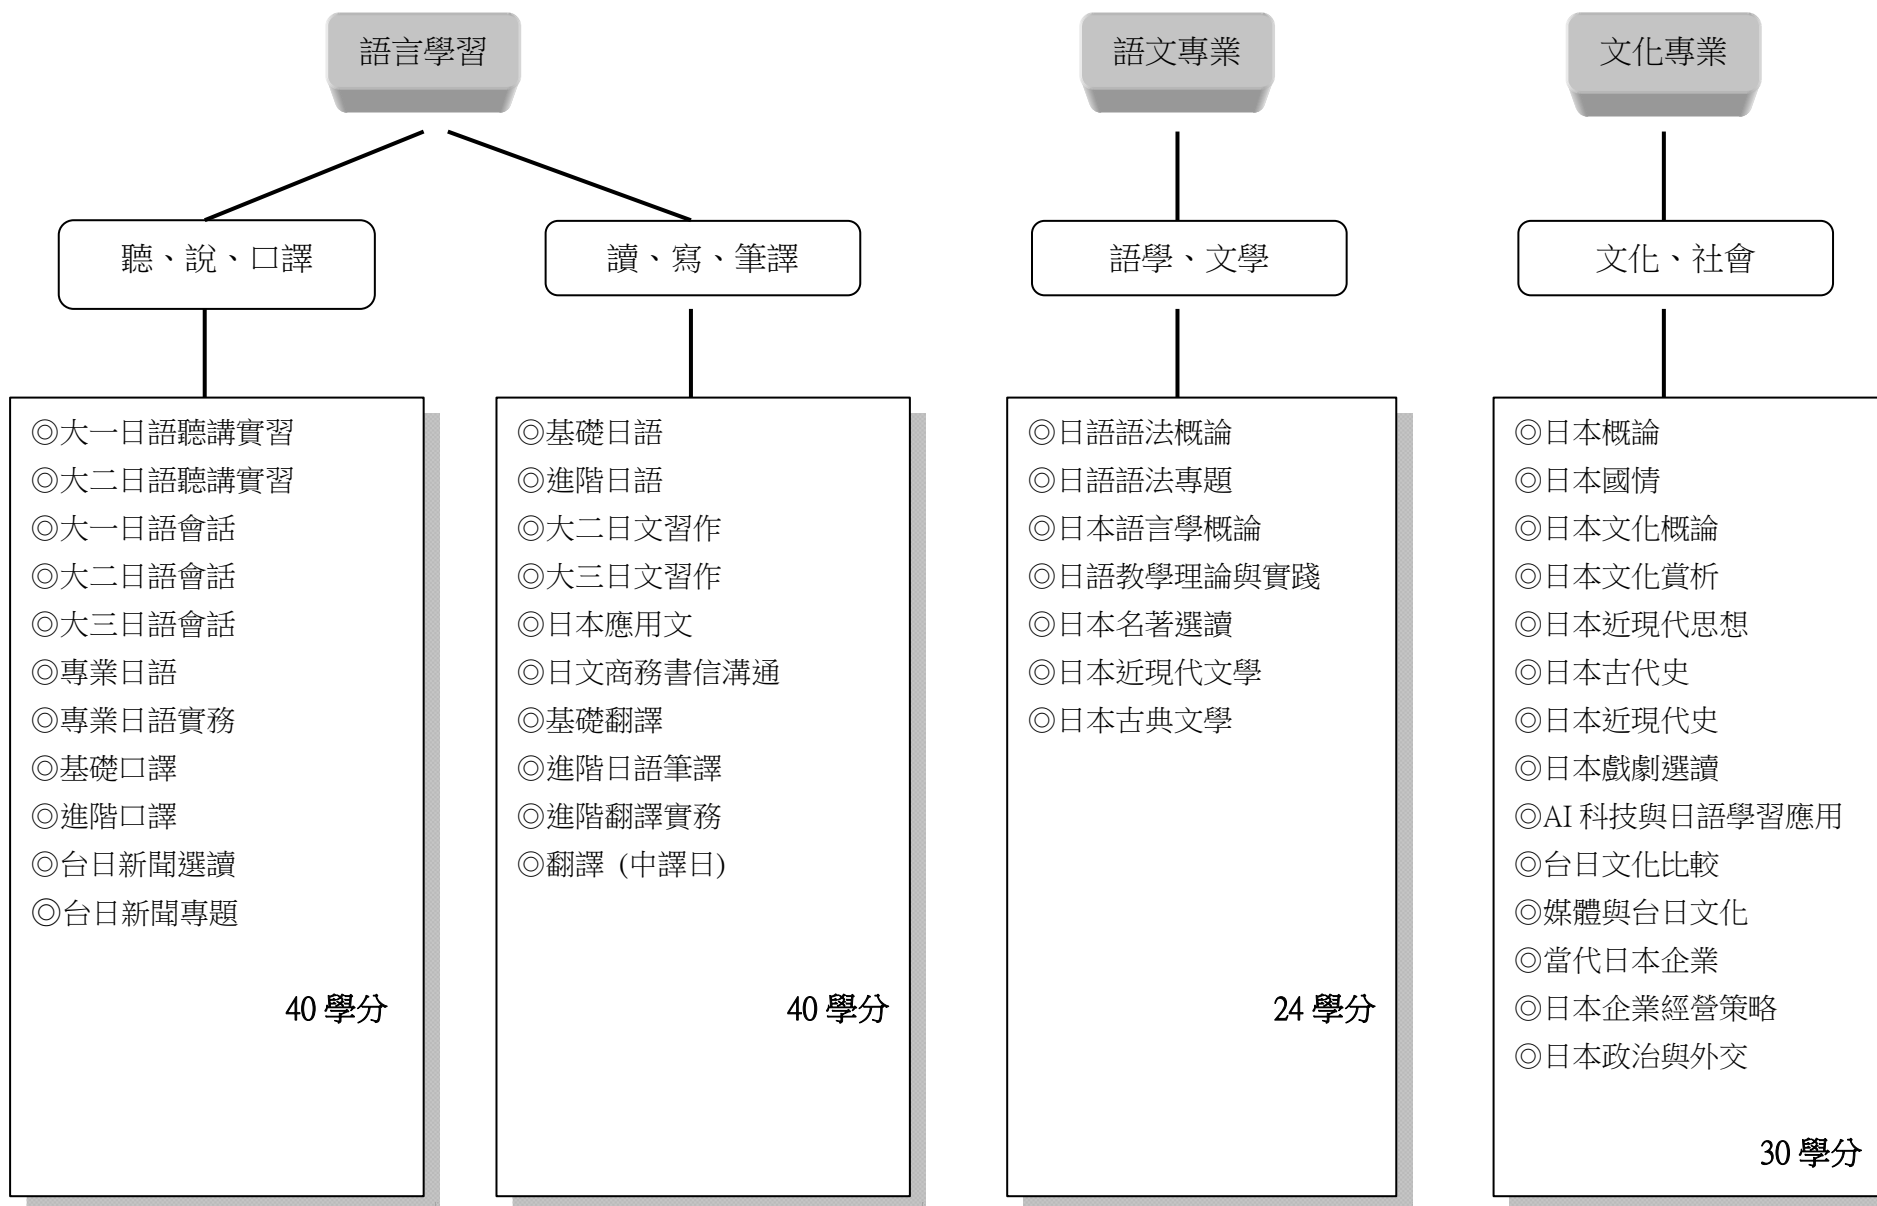 語言學習
語文專業
文化專業
聽、說、口譯
讀、寫、筆譯
語學、文學
文化、社會
◎大一日語聽講實習
◎大二日語聽講實習
◎大一日語會話
◎大二日語會話
◎大三日語會話
◎專業日語
◎專業日語實務
◎基礎口譯
◎進階口譯
◎台日新聞選讀
◎台日新聞專題
40 學分
◎基礎日語
◎進階日語
◎大二日文習作
◎大三日文習作
◎日本應用文
◎日文商務書信溝通
◎基礎翻譯
◎進階日語筆譯
◎進階翻譯實務
◎翻譯 (中譯日)
40 學分
◎日語語法概論
◎日語語法專題
◎日本語言學概論
◎日語教學理論與實踐
◎日本名著選讀
◎日本近現代文學
◎日本古典文學
24 學分
◎日本概論
◎日本國情
◎日本文化概論
◎日本文化賞析
◎日本近現代思想
◎日本古代史
◎日本近現代史
◎日本戲劇選讀
◎AI 科技與日語學習應用
◎台日文化比較
◎媒體與台日文化
◎當代日本企業
◎日本企業經營策略
◎日本政治與外交
30 學分